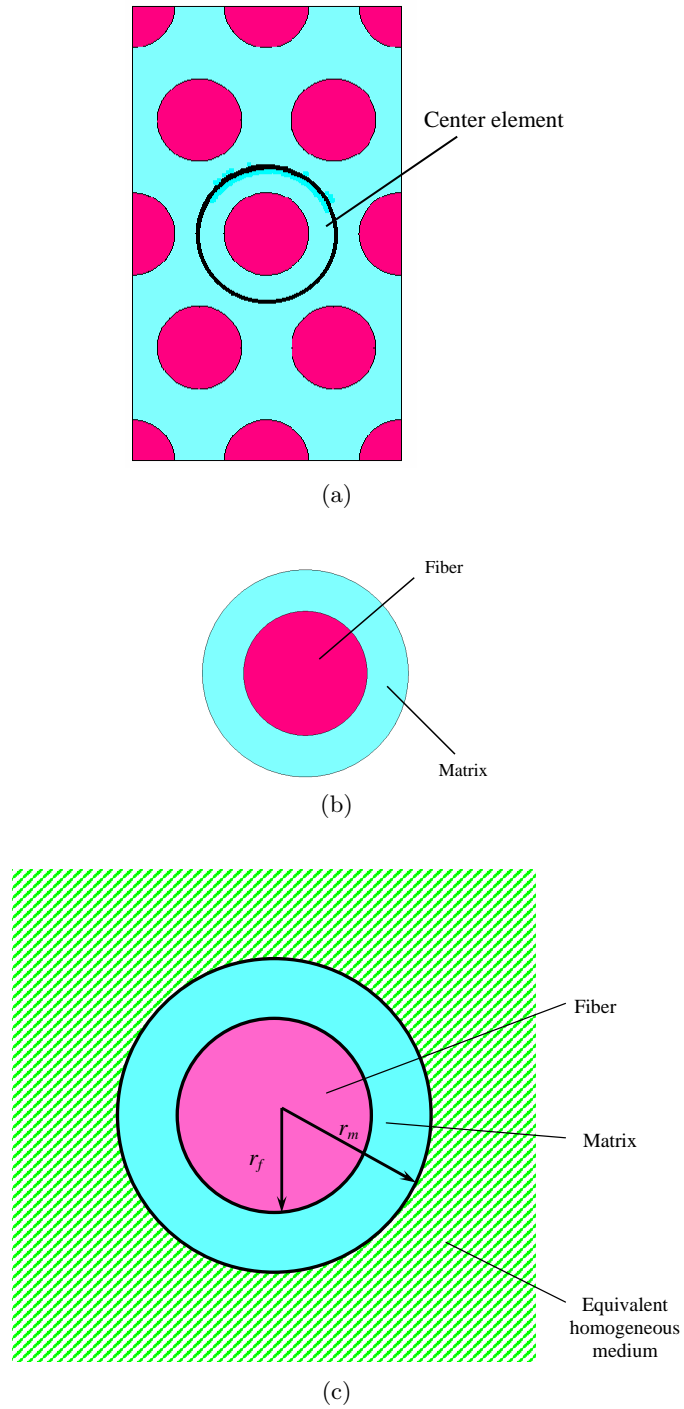 Center element
(a)
Fiber
Matrix
(b)
Fiber
r_m
Matrix
r_f
Equivalent
homogeneous
medium
(c)